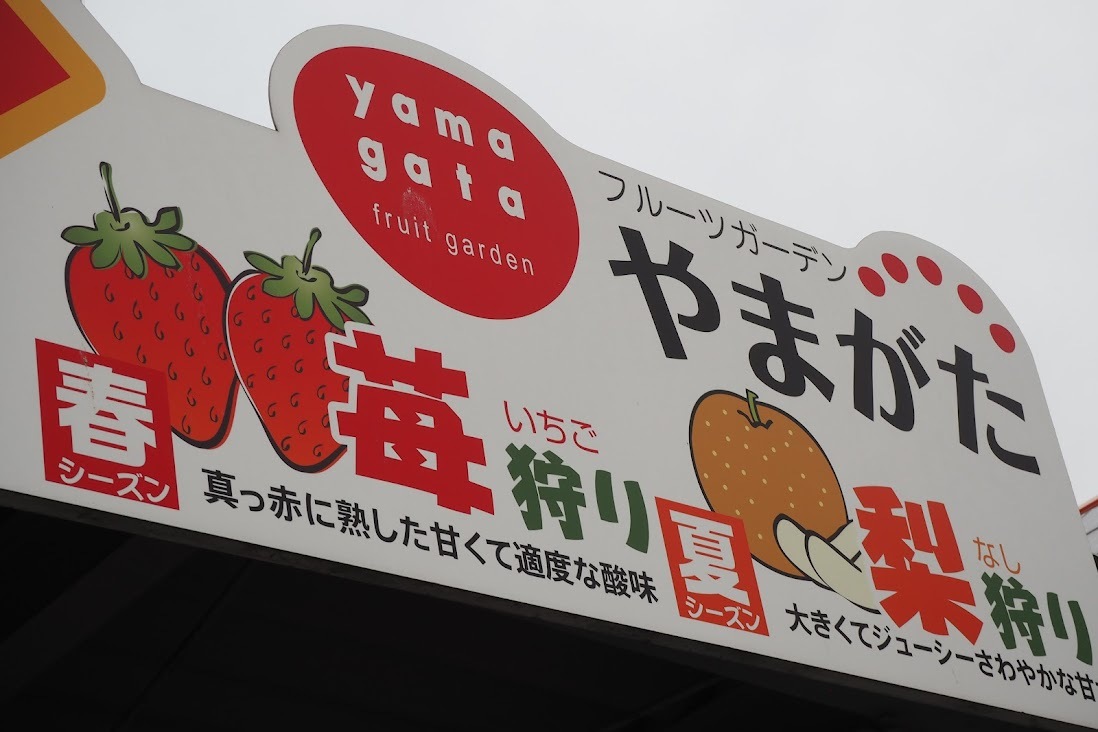 yama
gata
fruit garden
フルーツガーデン
やまがた
春
シーズン
苺
いちご
狩り
真っ赤に熟した甘くて適度な酸味
夏
シーズン
梨
なし
狩り
大きくてジューシーさわやかな甘